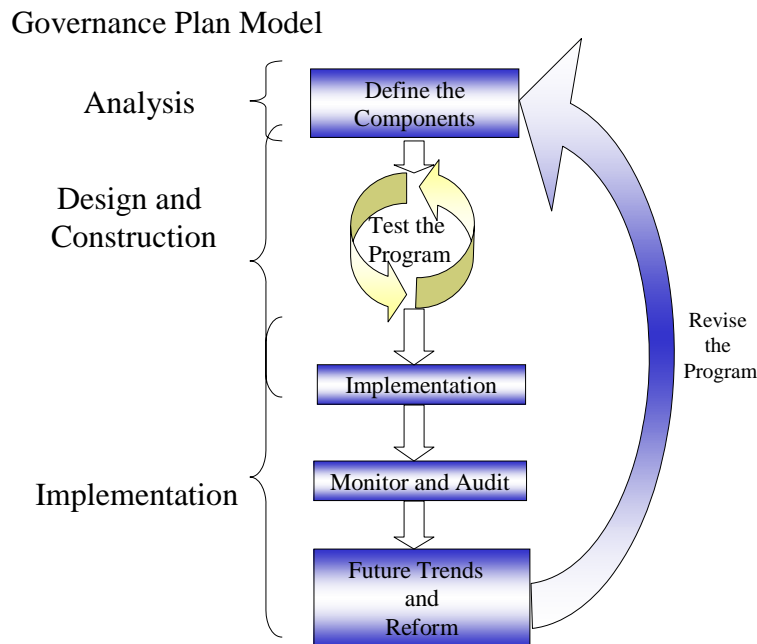 Governance Plan Model
Analysis
Define the
Components
Design and
Construction
Test the
Program
Revise
the
Program
Implementation
Monitor and Audit
Implementation
Future Trends
and
Reform